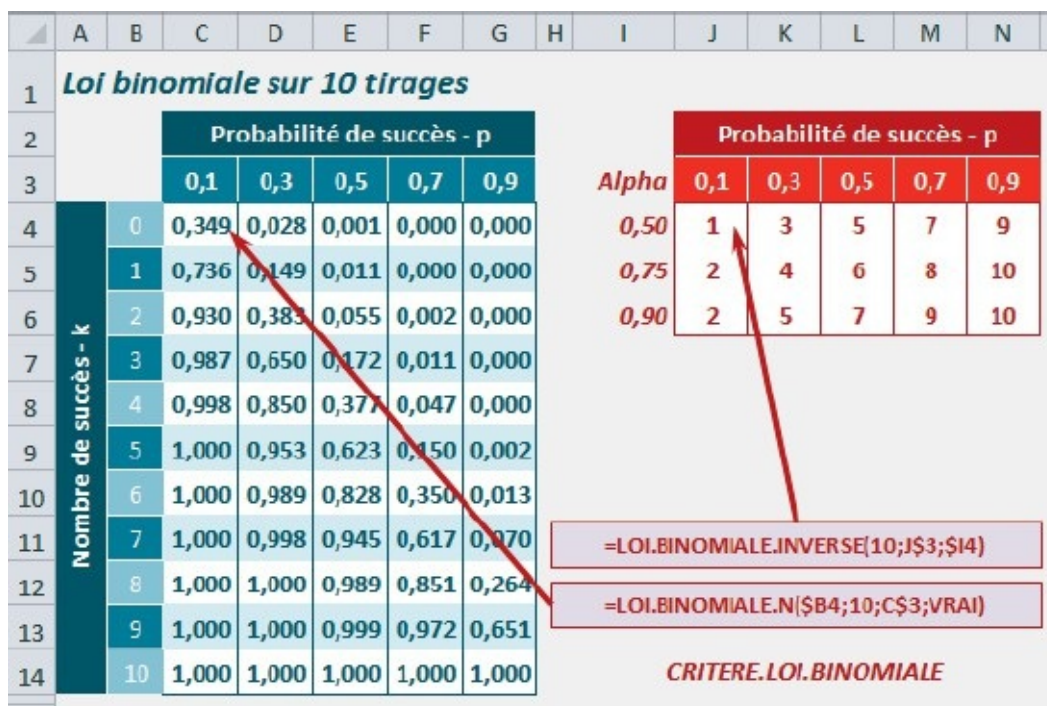 A B C D E F G H I J K L M N
1 Loi binomiale sur 10 tirages
2 Probabilité de succès - p Probabilité de succès - p
3 0,1 0,3 0,5 0,7 0,9 Alpha 0,1 0,3 0,5 0,7 0,9
4 0 0,349 0,028 0,001 0,000 0,000 0,50 1 3 5 7 9
5 1 0,736 0,149 0,011 0,000 0,000 0,75 2 4 6 8 10
6 2 0,930 0,383 0,055 0,002 0,000 0,90 2 5 7 9 10
Nombre de succès - k
7 3 0,987 0,650 0,172 0,011 0,000
8 4 0,998 0,850 0,377 0,047 0,000
9 5 1,000 0,953 0,623 0,150 0,002
10 6 1,000 0,989 0,828 0,350 0,013
11 7 1,000 0,998 0,945 0,617 0,070 =LOI.BINOMIALE.INVERSE(10;J$3;$I4)
12 8 1,000 1,000 0,989 0,851 0,264
=LOI.BINOMIALE.N($B4;10;C$3;VRAI)
13 9 1,000 1,000 0,999 0,972 0,651
14 10 1,000 1,000 1,000 1,000 1,000 CRITERE.LOI.BINOMIALE